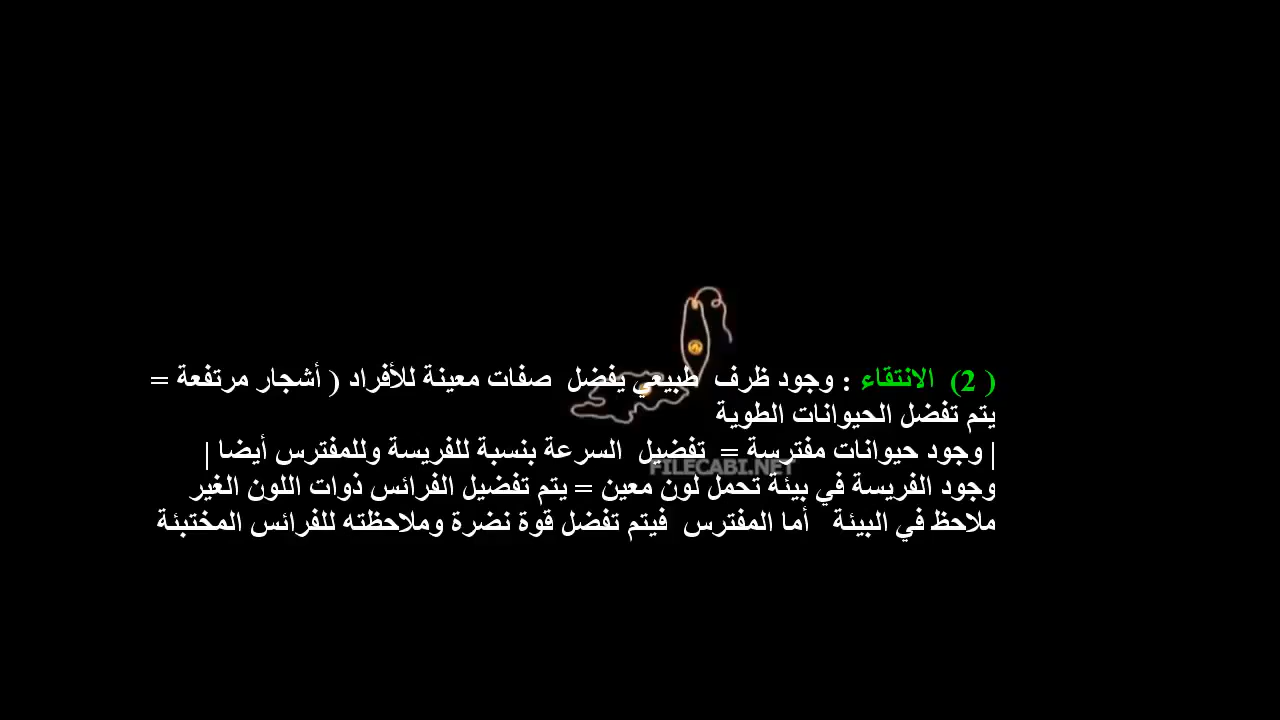 ( 2) الانتقاء : وجود ظرف طبيعي يفضل صفات معينة للأفراد ( أشجار مرتفعة =
يتم تفضل الحيوانات الطوية
| وجود حيوانات مفترسة = تفضيل السرعة بنسبة للفريسة وللمفترس أيضا |
FILECABI.NET
وجود الفريسة في بيئة تحمل لون معين = يتم تفضيل الفرائس ذوات اللون الغير
ملاحظ في البيئة أما المفترس فيتم تفضل قوة نضرة وملاحظته للفرائس المختبئة